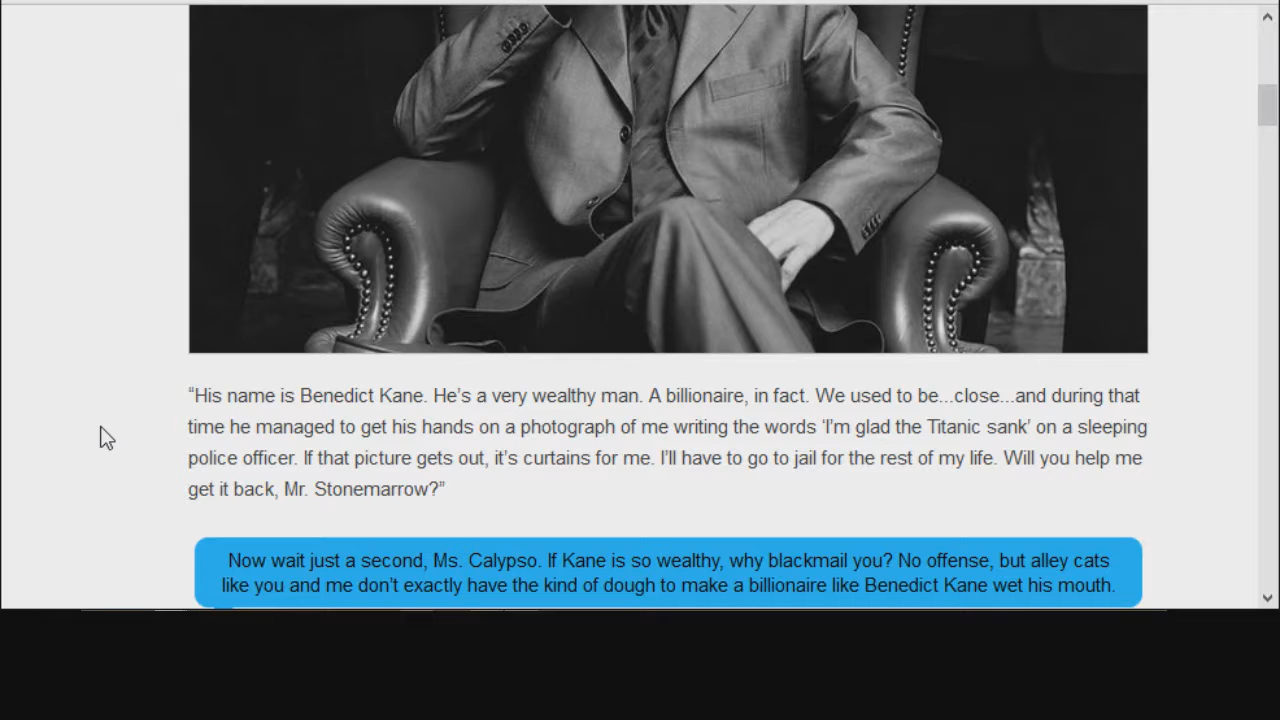 “His name is Benedict Kane. He’s a very wealthy man. A billionaire, in fact. We used to be...close...and during that
time he managed to get his hands on a photograph of me writing the words ‘I’m glad the Titanic sank’ on a sleeping
police officer. If that picture gets out, it’s curtains for me. I’ll have to go to jail for the rest of my life. Will you help me
get it back, Mr. Stonemarrow?”
Now wait just a second, Ms. Calypso. If Kane is so wealthy, why blackmail you? No offense, but alley cats
like you and me don’t exactly have the kind of dough to make a billionaire like Benedict Kane wet his mouth.